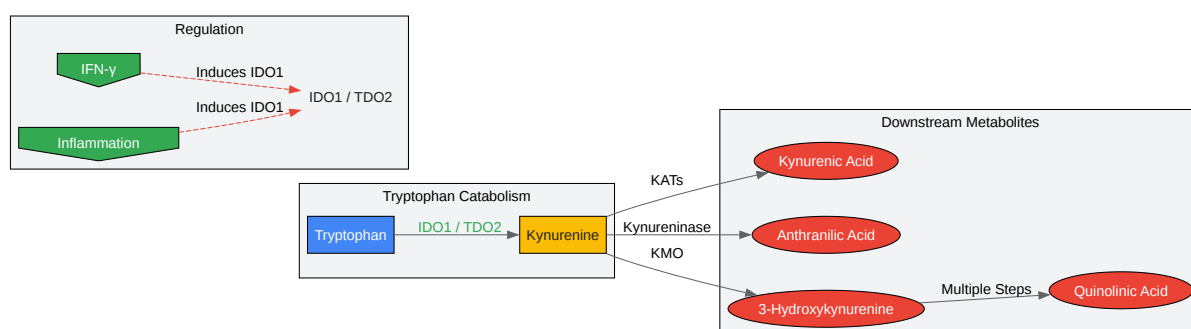 Regulation
IFN-γ
Induces IDO1
IDO1 / TDO2
Induces IDO1
Inflammation
Downstream Metabolites
Kynurenic Acid
KATs
Tryptophan Catabolism
Tryptophan
IDO1 / TDO2
Kynurenine
Kynureninase
Anthranilic Acid
KMO
3-Hydroxykynurenine
Multiple Steps
Quinolinic Acid